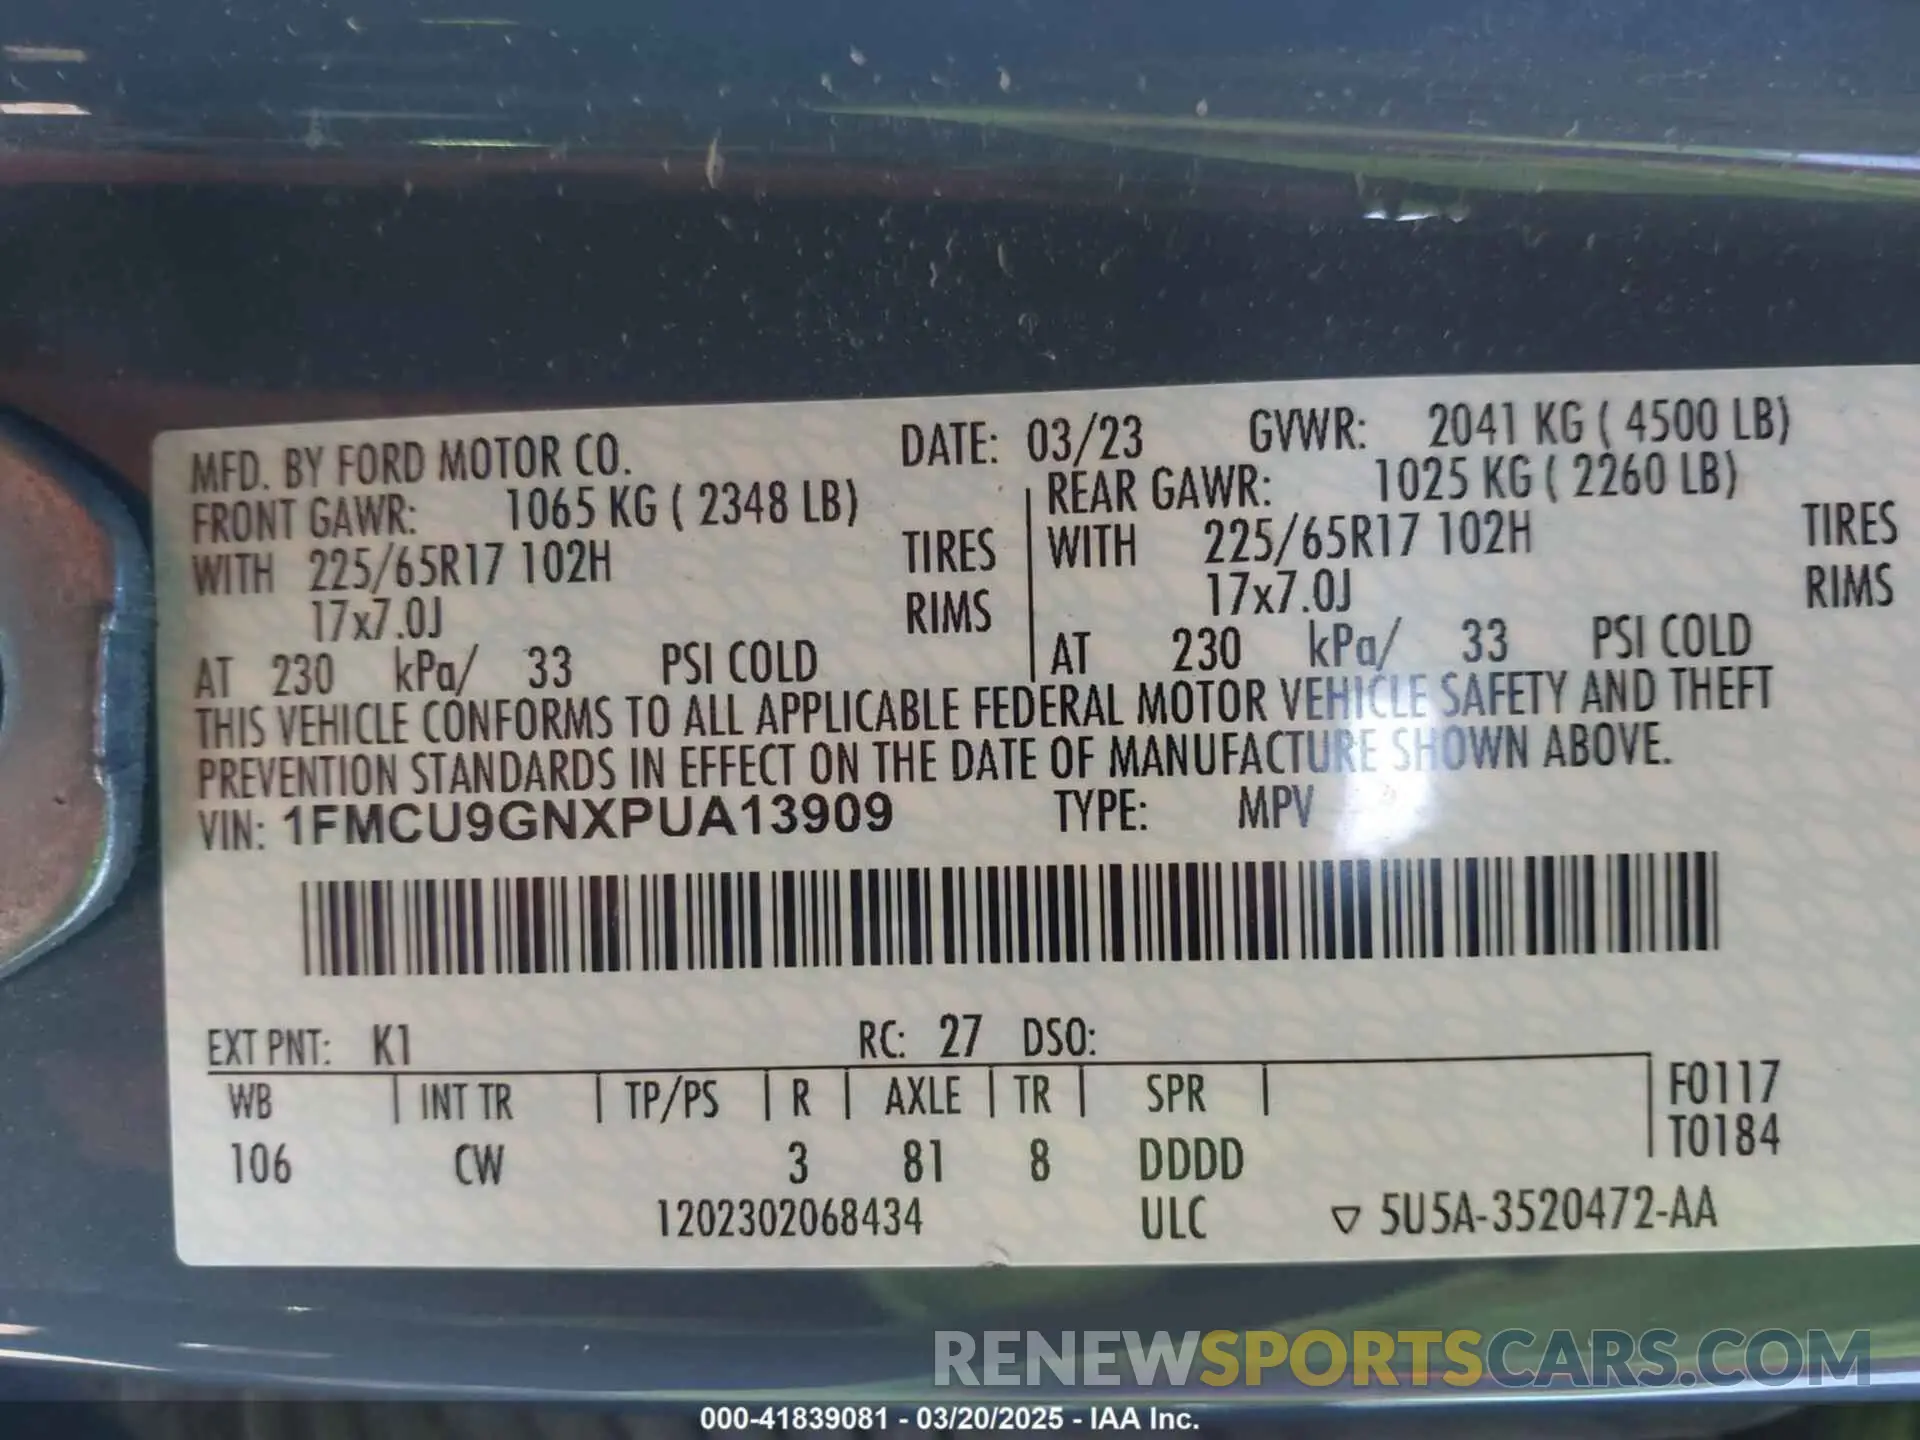 MFD. BY FORD MOTOR CO. DATE: 03/23 GVWR: 2041 KG ( 4500 LB)
FRONT GAWR: 1065 KG ( 2348 LB) REAR GAWR: 1025 KG ( 2260 LB)
WITH 225/65R17 102H TIRES WITH 225/65R17 102H TIRES
17x7.0J RIMS 17x7.0J RIMS
AT 230 kPa/ 33 PSI COLD AT 230 kPa/ 33 PSI COLD
THIS VEHICLE CONFORMS TO ALL APPLICABLE FEDERAL MOTOR VEHICLE SAFETY AND THEFT
PREVENTION STANDARDS IN EFFECT ON THE DATE OF MANUFACTURE SHOWN ABOVE.
VIN: 1FMCU9GNXPUA13909 TYPE: MPV
EXT PNT: K1 RC: 27 DSO:
WB INT TR TP/PS R AXLE TR SPR F0117
T0184
106 CW 3 81 8 DDDD
1202302068434 ULC ▽ 5U5A-3520472-AA
RENEWSPORTSCARS.COM
000-41839081 - 03/20/2025 - IAA Inc.